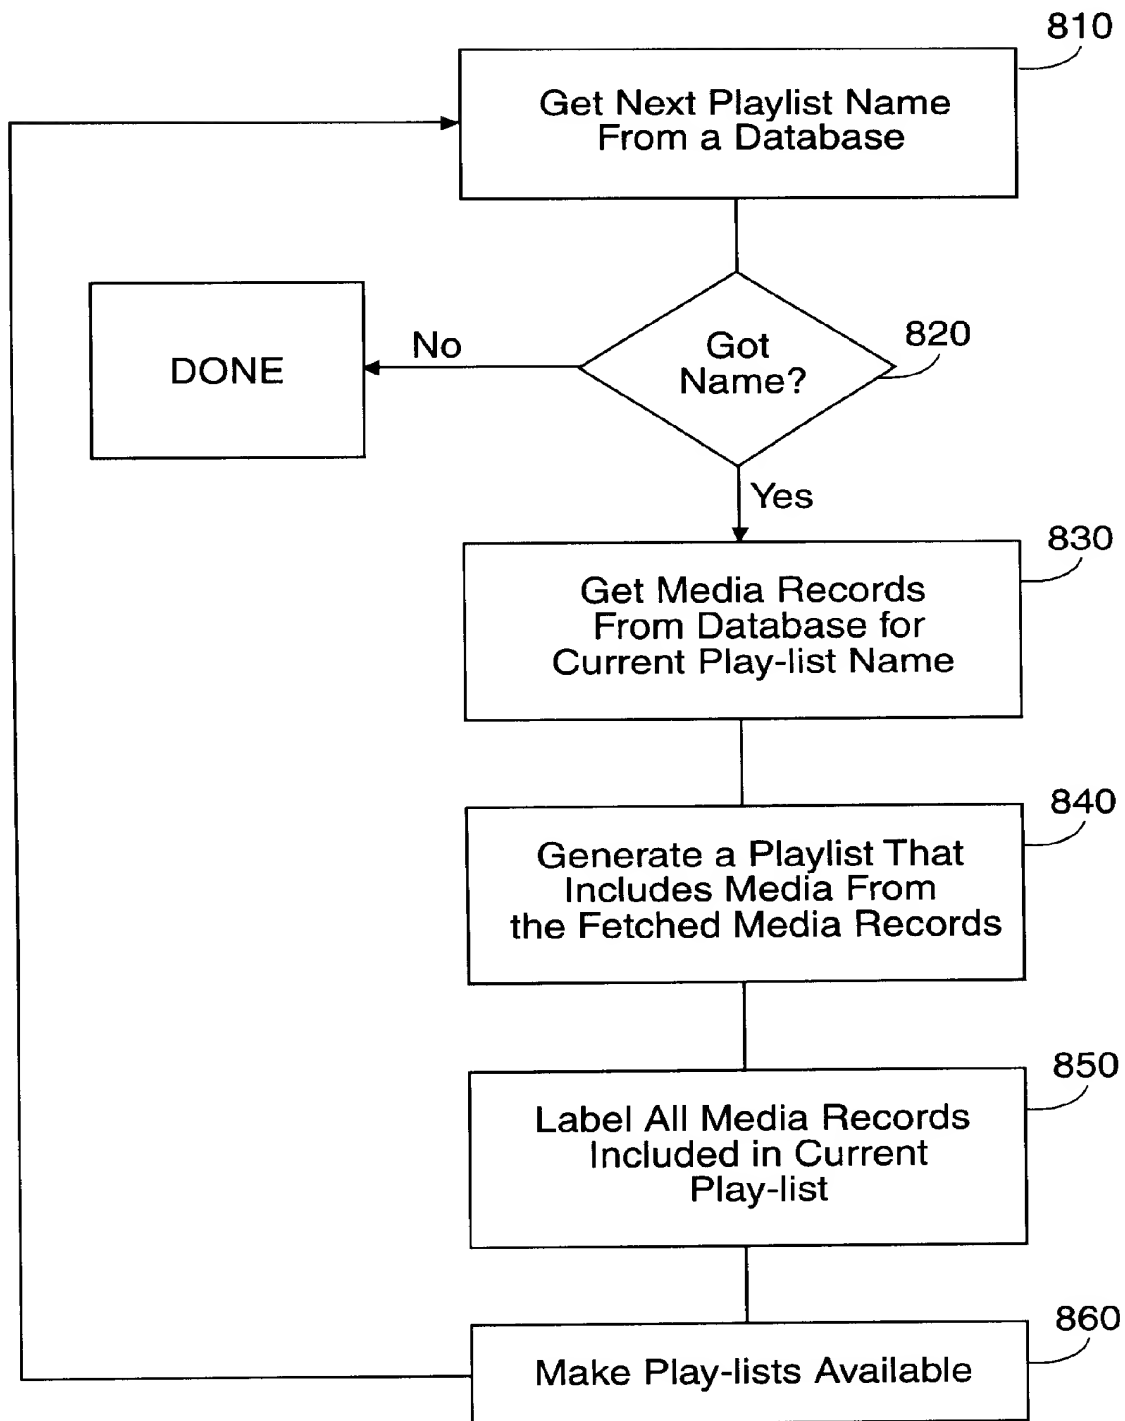 810
Get Next Playlist Name
From a Database
820
Got
Name?
No
DONE
Yes
830
Get Media Records
From Database for
Current Play-list Name
840
Generate a Playlist That
Includes Media From
the Fetched Media Records
850
Label All Media Records
Included in Current
Play-list
860
Make Play-lists Available